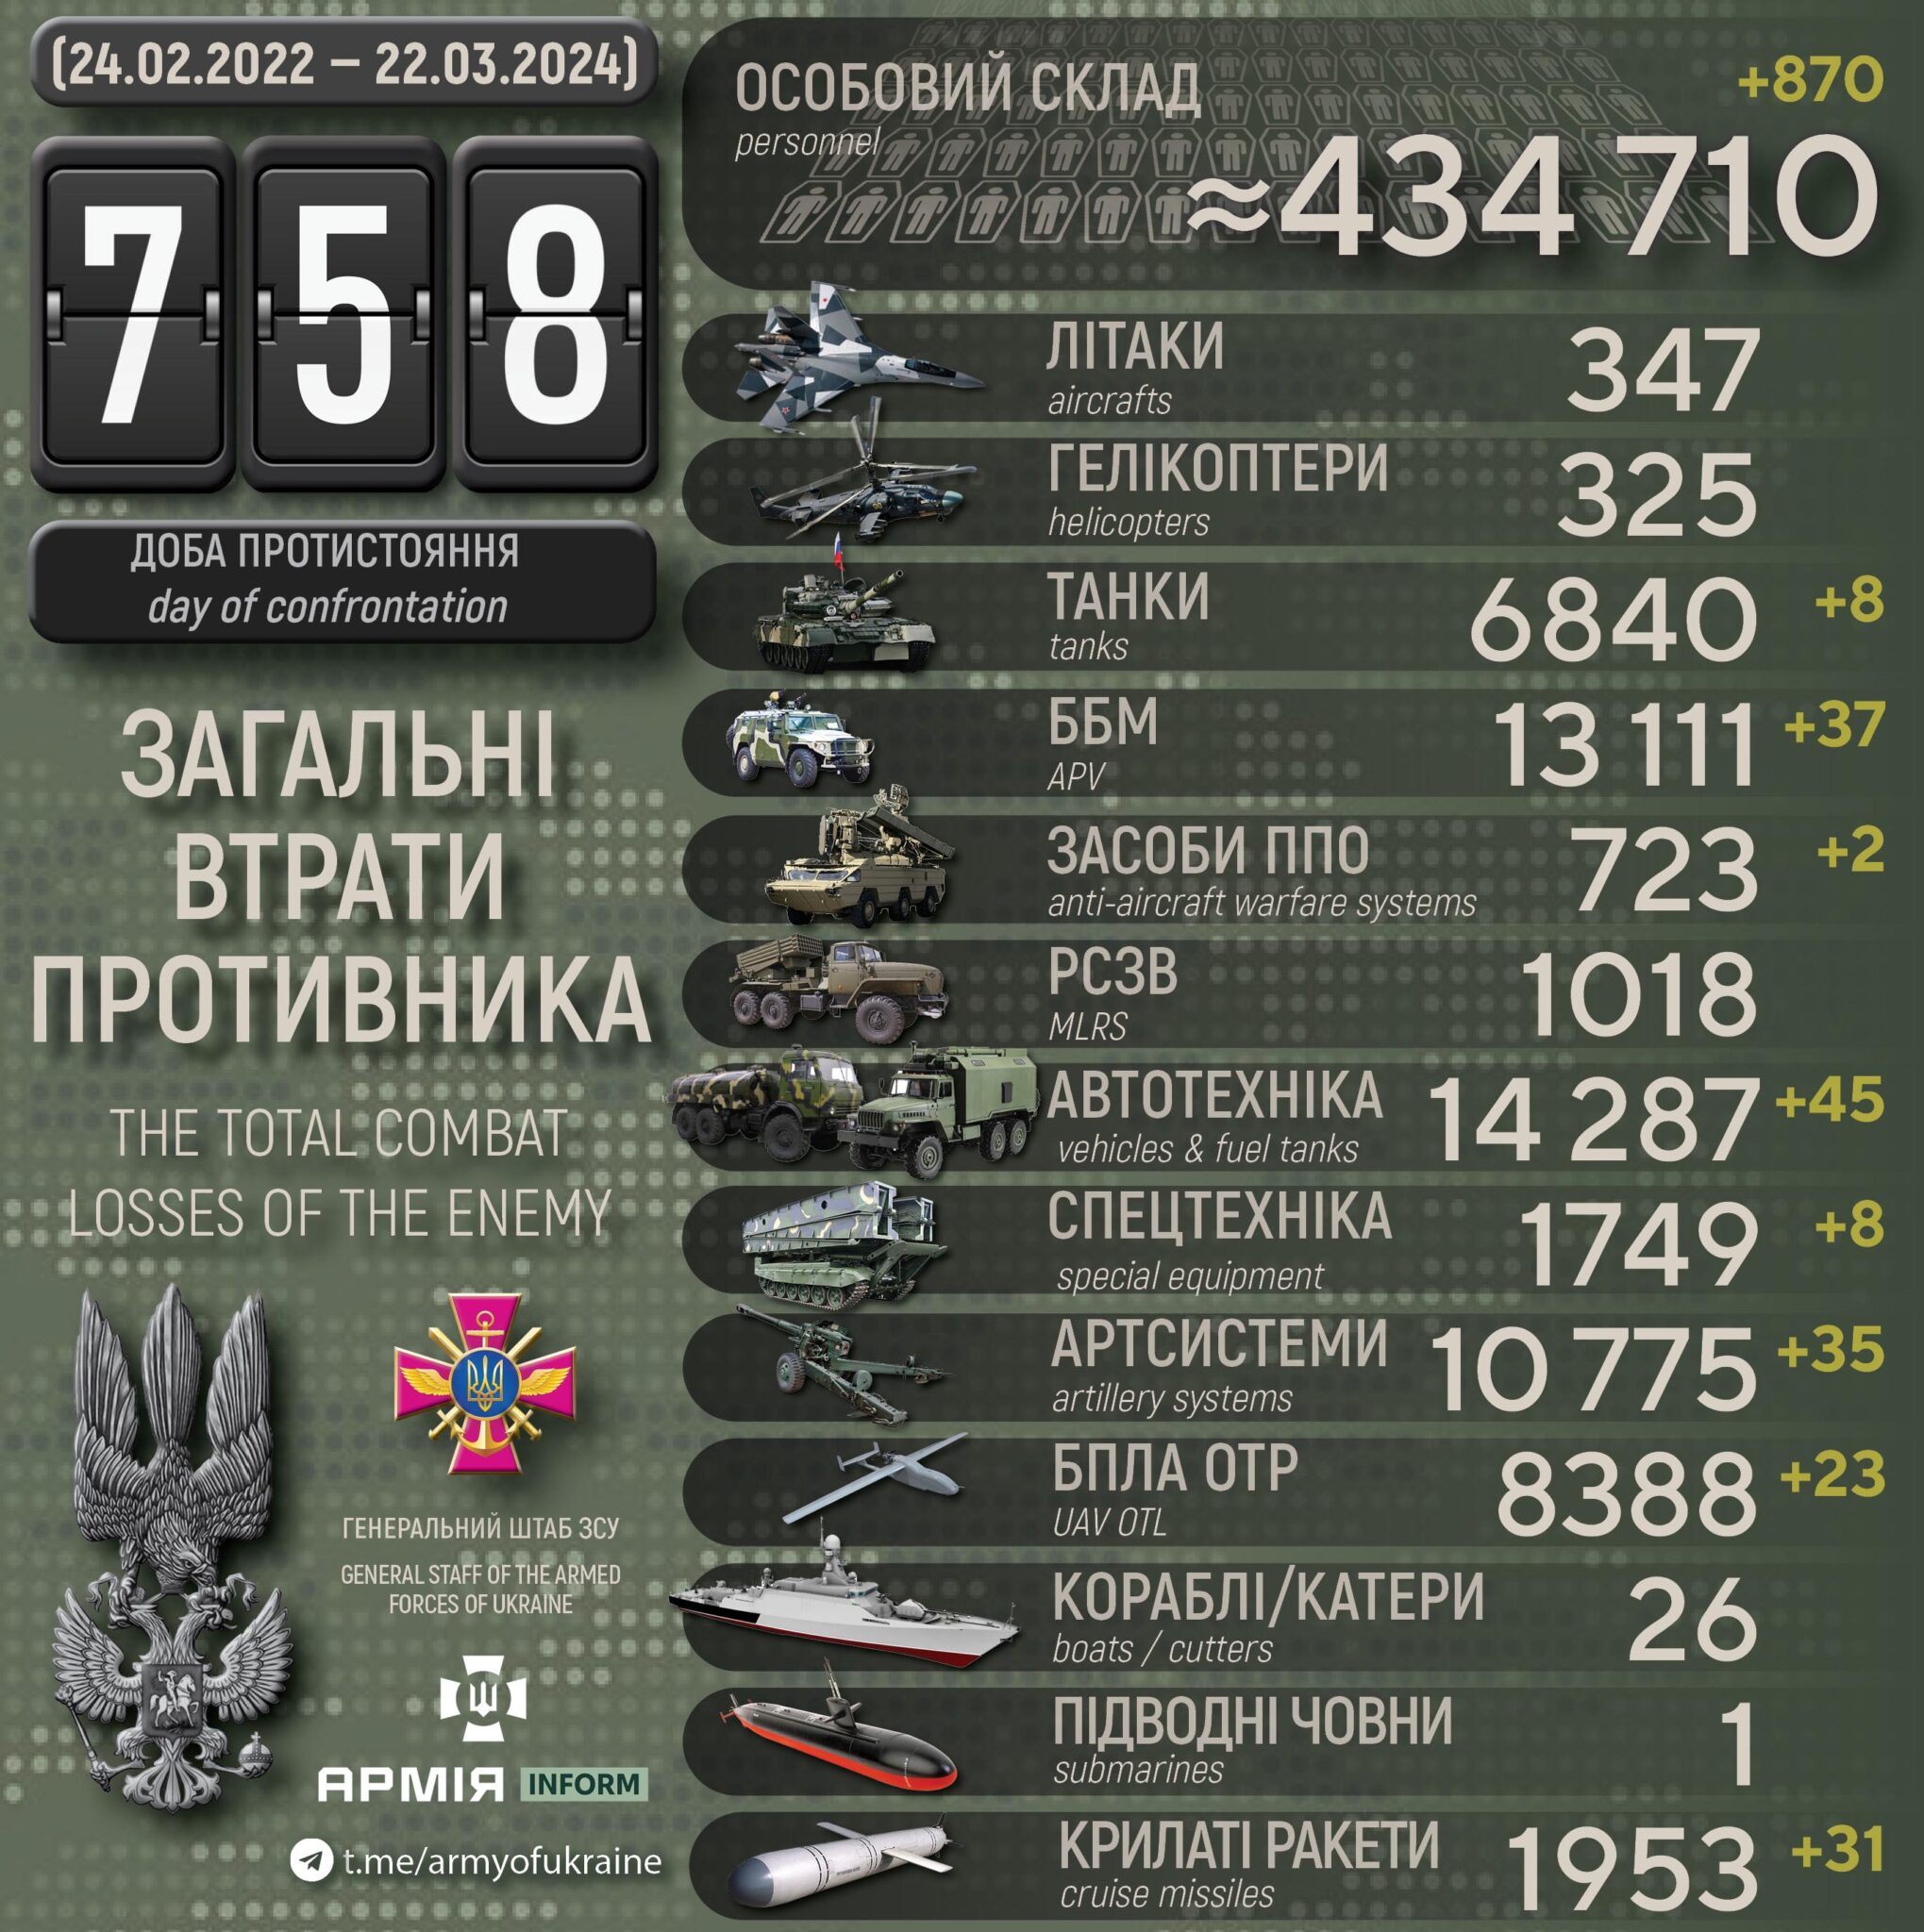 (24.02.2022 – 22.03.2024)
758
ДОБА ПРОТИСТОЯННЯ
day of confrontation
ЗАГАЛЬНІ
ВТРАТИ
ПРОТИВНИКА
THE TOTAL COMBAT
LOSSES OF THE ENEMY
ГЕНЕРАЛЬНИЙ ШТАБ ЗСУ
GENERAL STAFF OF THE ARMED
FORCES OF UKRAINE
АРМІЯ INFORM
t.me/armyofukraine
ОСОБОВИЙ СКЛАД +870
personnel
≈434 710
ЛІТАКИ 347
aircrafts
ГЕЛІКОПТЕРИ 325
helicopters
ТАНКИ 6840 +8
tanks
ББМ 13 111 +37
APV
ЗАСОБИ ППО 723 +2
anti-aircraft warfare systems
РСЗВ 1018
MLRS
АВТОТЕХНІКА 14 287 +45
vehicles & fuel tanks
СПЕЦТЕХНІКА 1749 +8
special equipment
АРТСИСТЕМИ 10 775 +35
artillery systems
БПЛА ОТР 8388 +23
UAV OTL
КОРАБЛІ/КАТЕРИ 26
boats / cutters
ПІДВОДНІ ЧОВНИ 1
submarines
КРИЛАТІ РАКЕТИ 1953 +31
cruise missiles